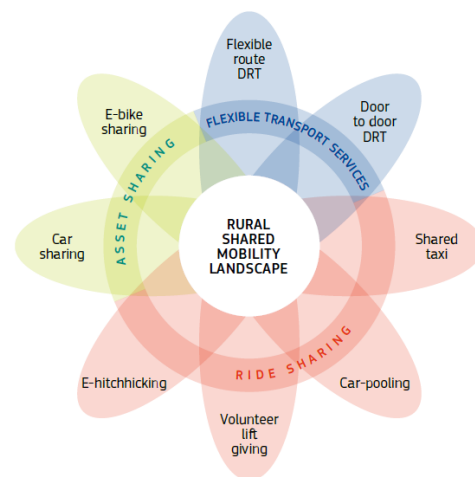 Flexible
route
DRT
E-bike
sharing
Door
to door
DRT
FLEXIBLE TRANSPORT SERVICES
ASSET SHARING
RURAL
SHARED
MOBILITY
LANDSCAPE
Car
sharing
Shared
taxi
RIDE SHARING
E-hitchhicking
Car-pooling
Volunteer
lift
giving